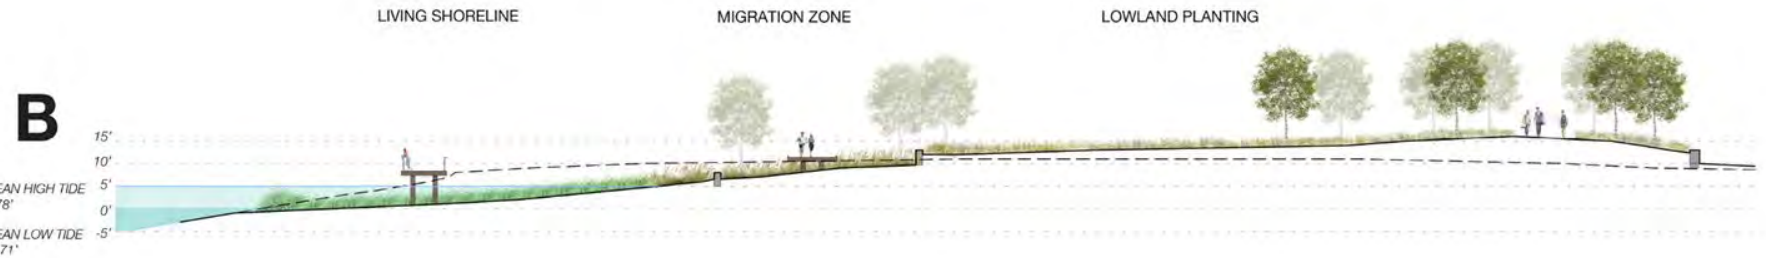 LIVING SHORELINE
MIGRATION ZONE
LOWLAND PLANTING
B
15'
10'
EAN HIGH TIDE 5'
78'
0'
EAN LOW TIDE -5'
71'